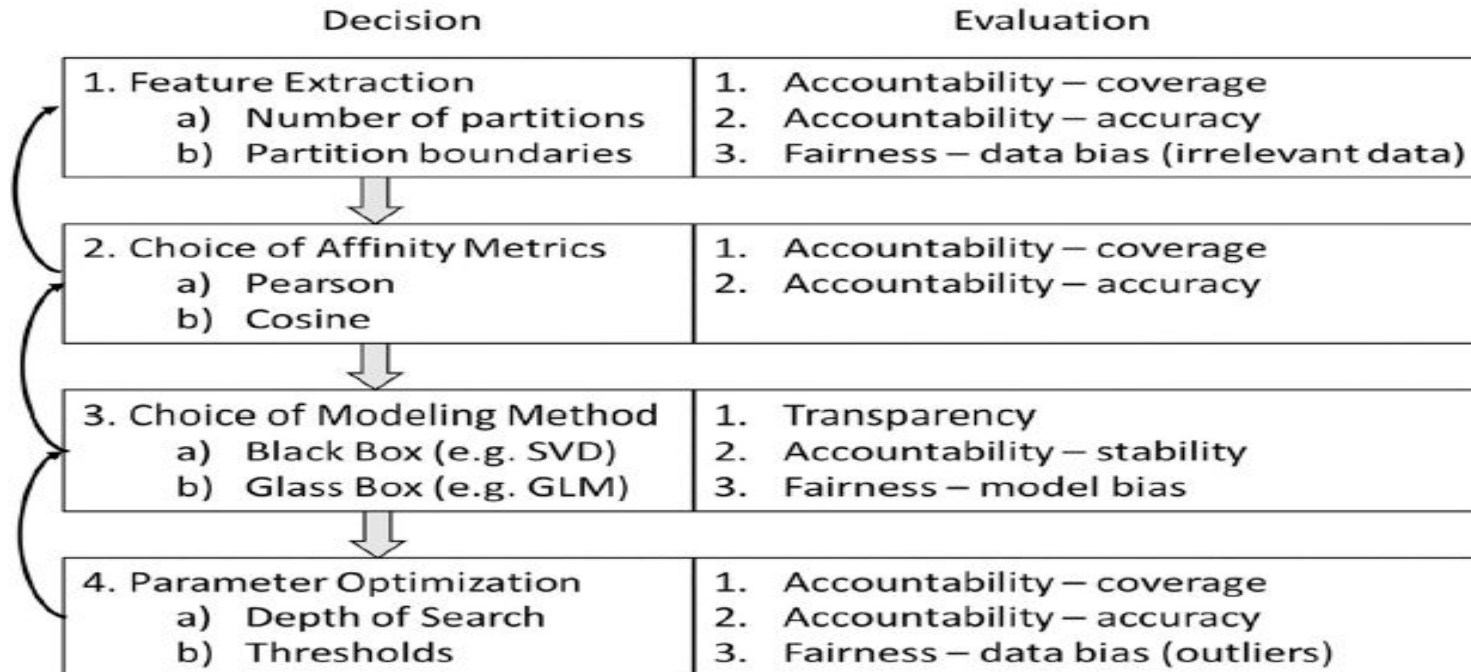 Decision
Evaluation
1. Feature Extraction
a) Number of partitions
b) Partition boundaries
1. Accountability – coverage
2. Accountability – accuracy
3. Fairness – data bias (irrelevant data)
2. Choice of Affinity Metrics
a) Pearson
b) Cosine
1. Accountability – coverage
2. Accountability – accuracy
3. Choice of Modeling Method
a) Black Box (e.g. SVD)
b) Glass Box (e.g. GLM)
1. Transparency
2. Accountability – stability
3. Fairness – model bias
4. Parameter Optimization
a) Depth of Search
b) Thresholds
1. Accountability – coverage
2. Accountability – accuracy
3. Fairness – data bias (outliers)